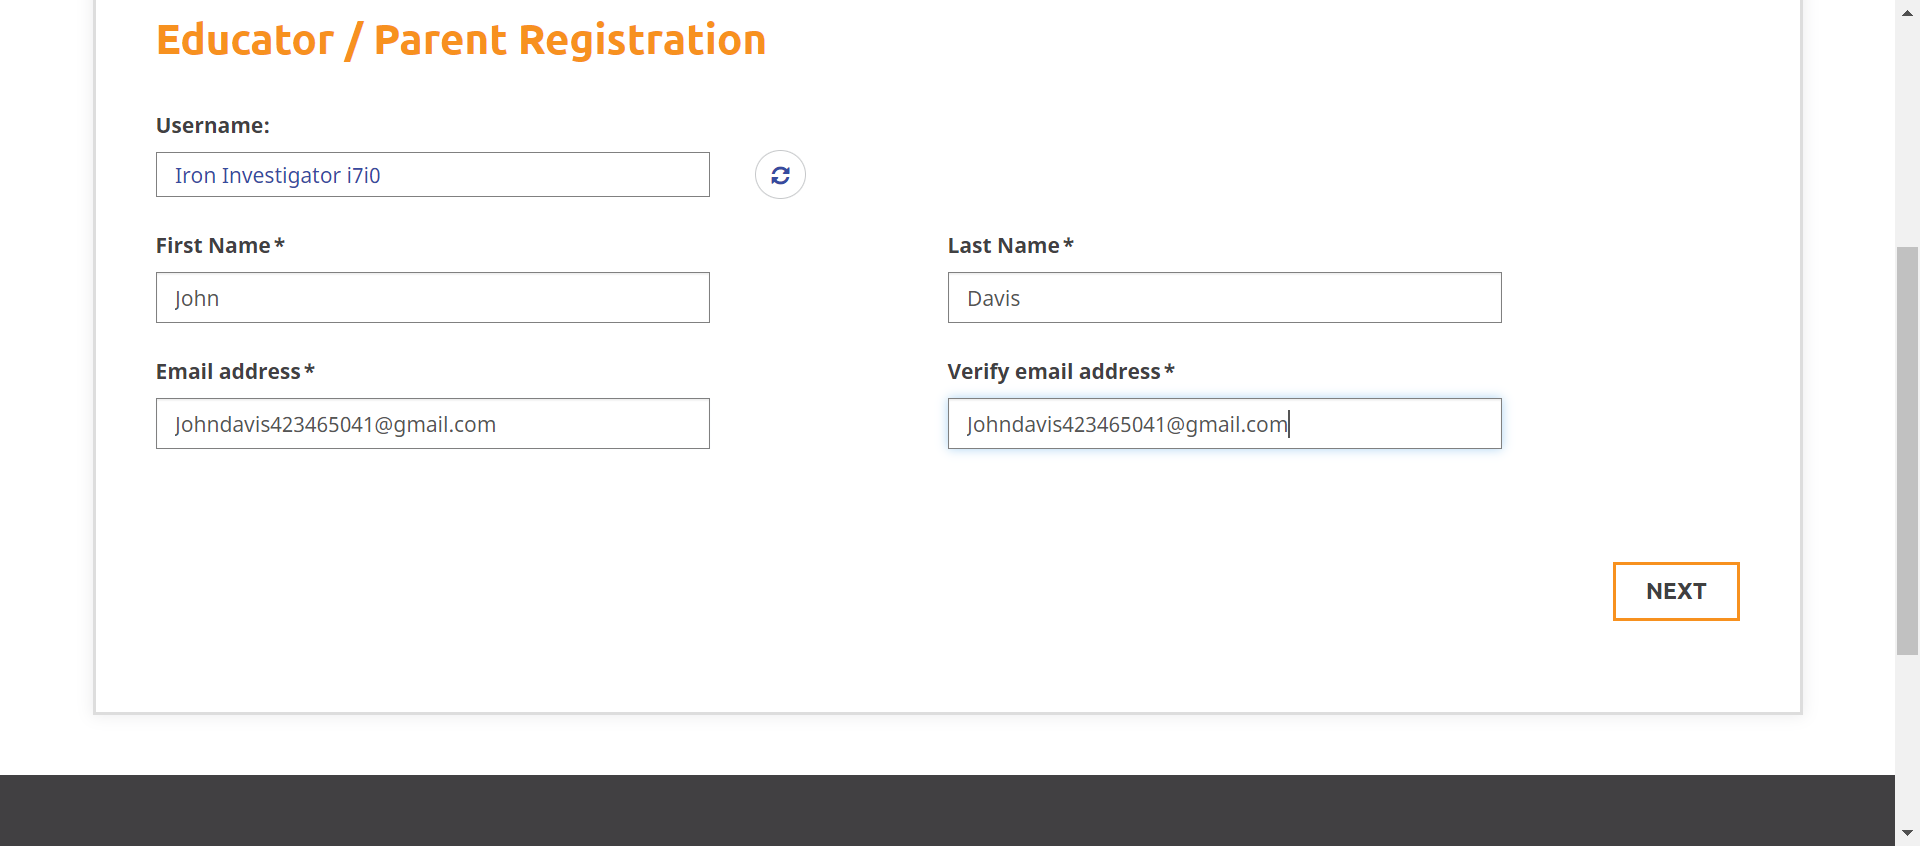 Educator / Parent Registration
Username:
Iron Investigator i7i0
First Name*
Last Name*
John
Davis
Email address*
Verify email address*
Johndavis423465041@gmail.com
Johndavis423465041@gmail.com
NEXT